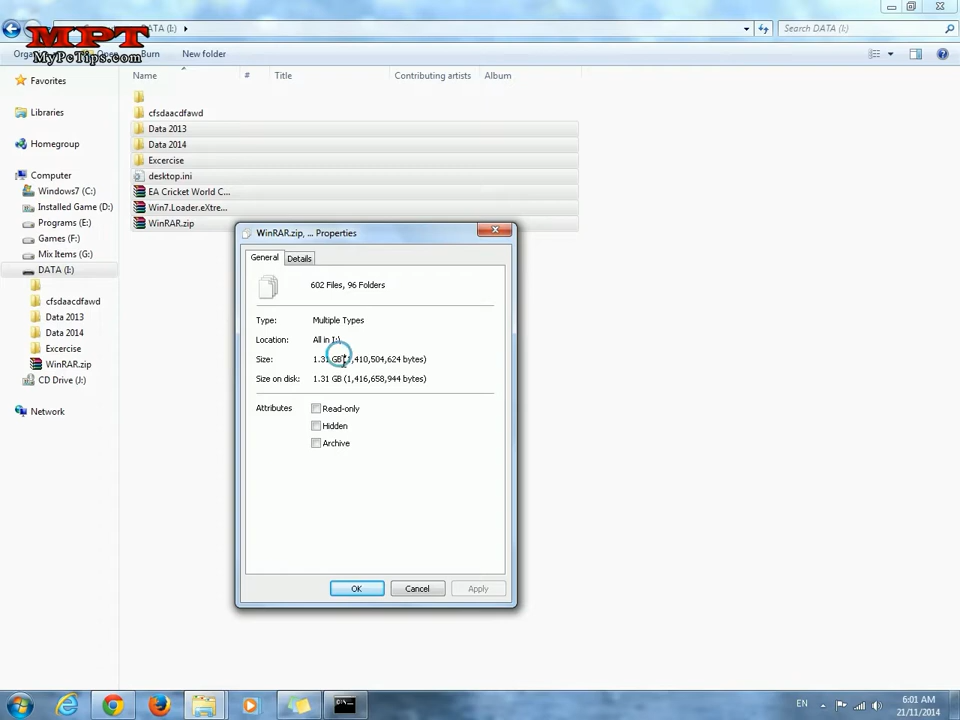 MPT
MyPcTips.com
DATA (I:)
Search DATA (I:)
Open
Burn
New folder
Name
#
Title
Contributing artists
Album
Favorites
Libraries
Homegroup
Computer
Windows7 (C:)
Installed Game (D:)
Programs (E:)
Games (F:)
Mix Items (G:)
DATA (I:)
cfsdaacdfawd
Data 2013
Data 2014
Excercise
WinRAR.zip
CD Drive (J:)
Network
cfsdaacdfawd
Data 2013
Data 2014
Excercise
desktop.ini
EA Cricket World C...
Win7.Loader.eXtre...
WinRAR.zip
WinRAR.zip, ... Properties
General
Details
602 Files, 96 Folders
Type: Multiple Types
Location: All in I:\
Size: 1.31 GB (1,410,504,624 bytes)
Size on disk: 1.31 GB (1,416,658,944 bytes)
Attributes
Read-only
Hidden
Archive
OK
Cancel
Apply
EN
6:01 AM
21/11/2014